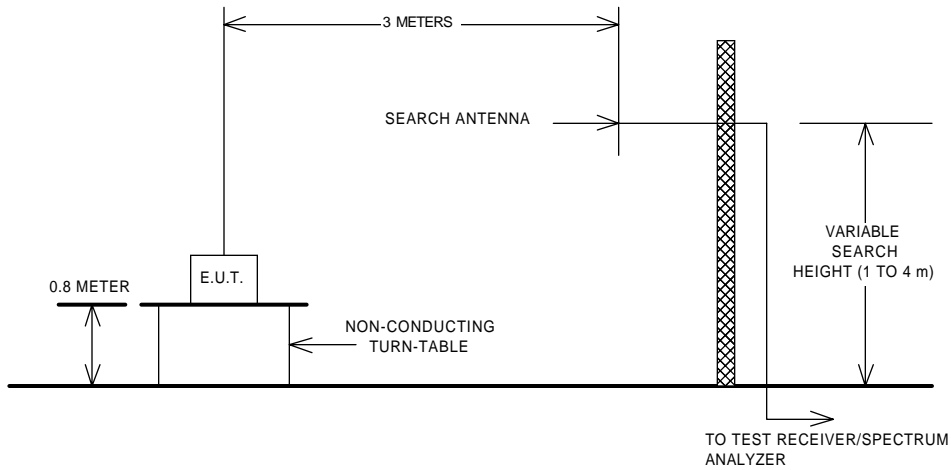 3 METERS
SEARCH ANTENNA
VARIABLE
SEARCH
HEIGHT (1 TO 4 m)
E.U.T.
0.8 METER
NON-CONDUCTING
TURN-TABLE
TO TEST RECEIVER/SPECTRUM
ANALYZER